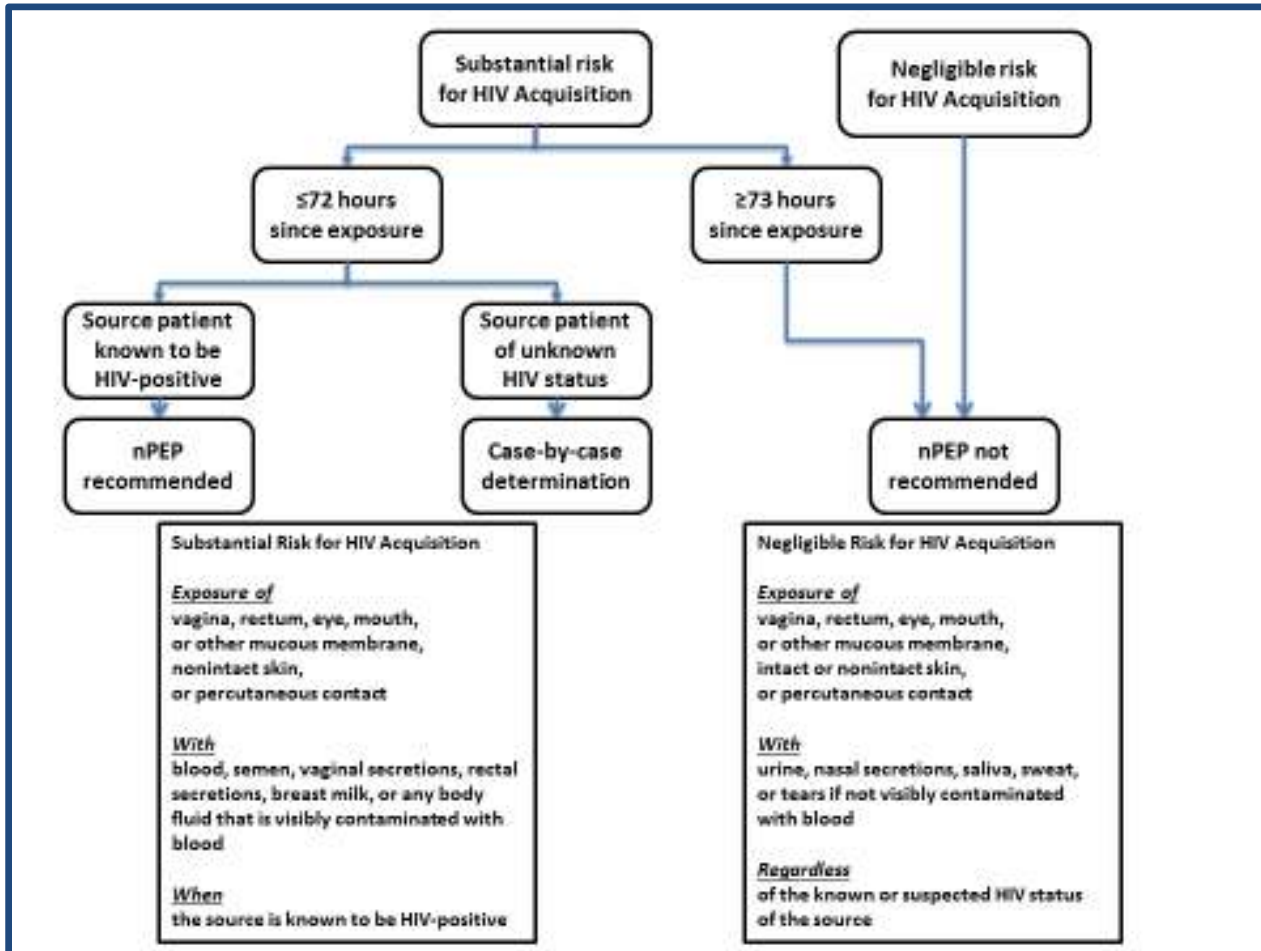 Substantial risk
for HIV Acquisition
Negligible risk
for HIV Acquisition
≤72 hours
since exposure
≥73 hours
since exposure
Source patient
known to be
HIV-positive
Source patient
of unknown
HIV status
nPEP
recommended
Case-by-case
determination
nPEP not
recommended
Substantial Risk for HIV Acquisition
Exposure of
vagina, rectum, eye, mouth,
or other mucous membrane,
nonintact skin,
or percutaneous contact
With
blood, semen, vaginal secretions, rectal
secretions, breast milk, or any body
fluid that is visibly contaminated with
blood
When
the source is known to be HIV-positive
Negligible Risk for HIV Acquisition
Exposure of
vagina, rectum, eye, mouth,
or other mucous membrane,
intact or nonintact skin,
or percutaneous contact
With
urine, nasal secretions, saliva, sweat,
or tears if not visibly contaminated
with blood
Regardless
of the known or suspected HIV status
of the source